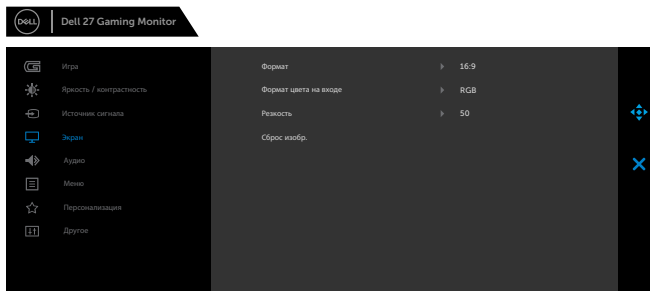 DELL
Dell 27 Gaming Monitor
Игра
Яркость / контрастность
Источник сигнала
Экран
Аудио
Меню
Персонализация
Другое
Формат 16:9
Формат цвета на входе RGB
Резкость 50
Сброс изобр.